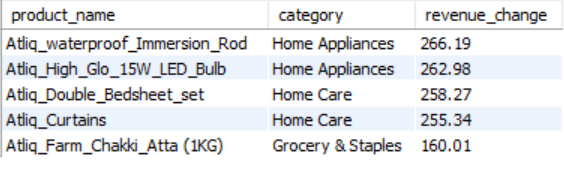 product_name category revenue_change
Atliq_waterproof_Immersion_Rod Home Appliances 266.19
Atliq_High_Glo_15W_LED_Bulb Home Appliances 262.98
Atliq_Double_Bedsheet_set Home Care 258.27
Atliq_Curtains Home Care 255.34
Atliq_Farm_Chakki_Atta (1KG) Grocery & Staples 160.01